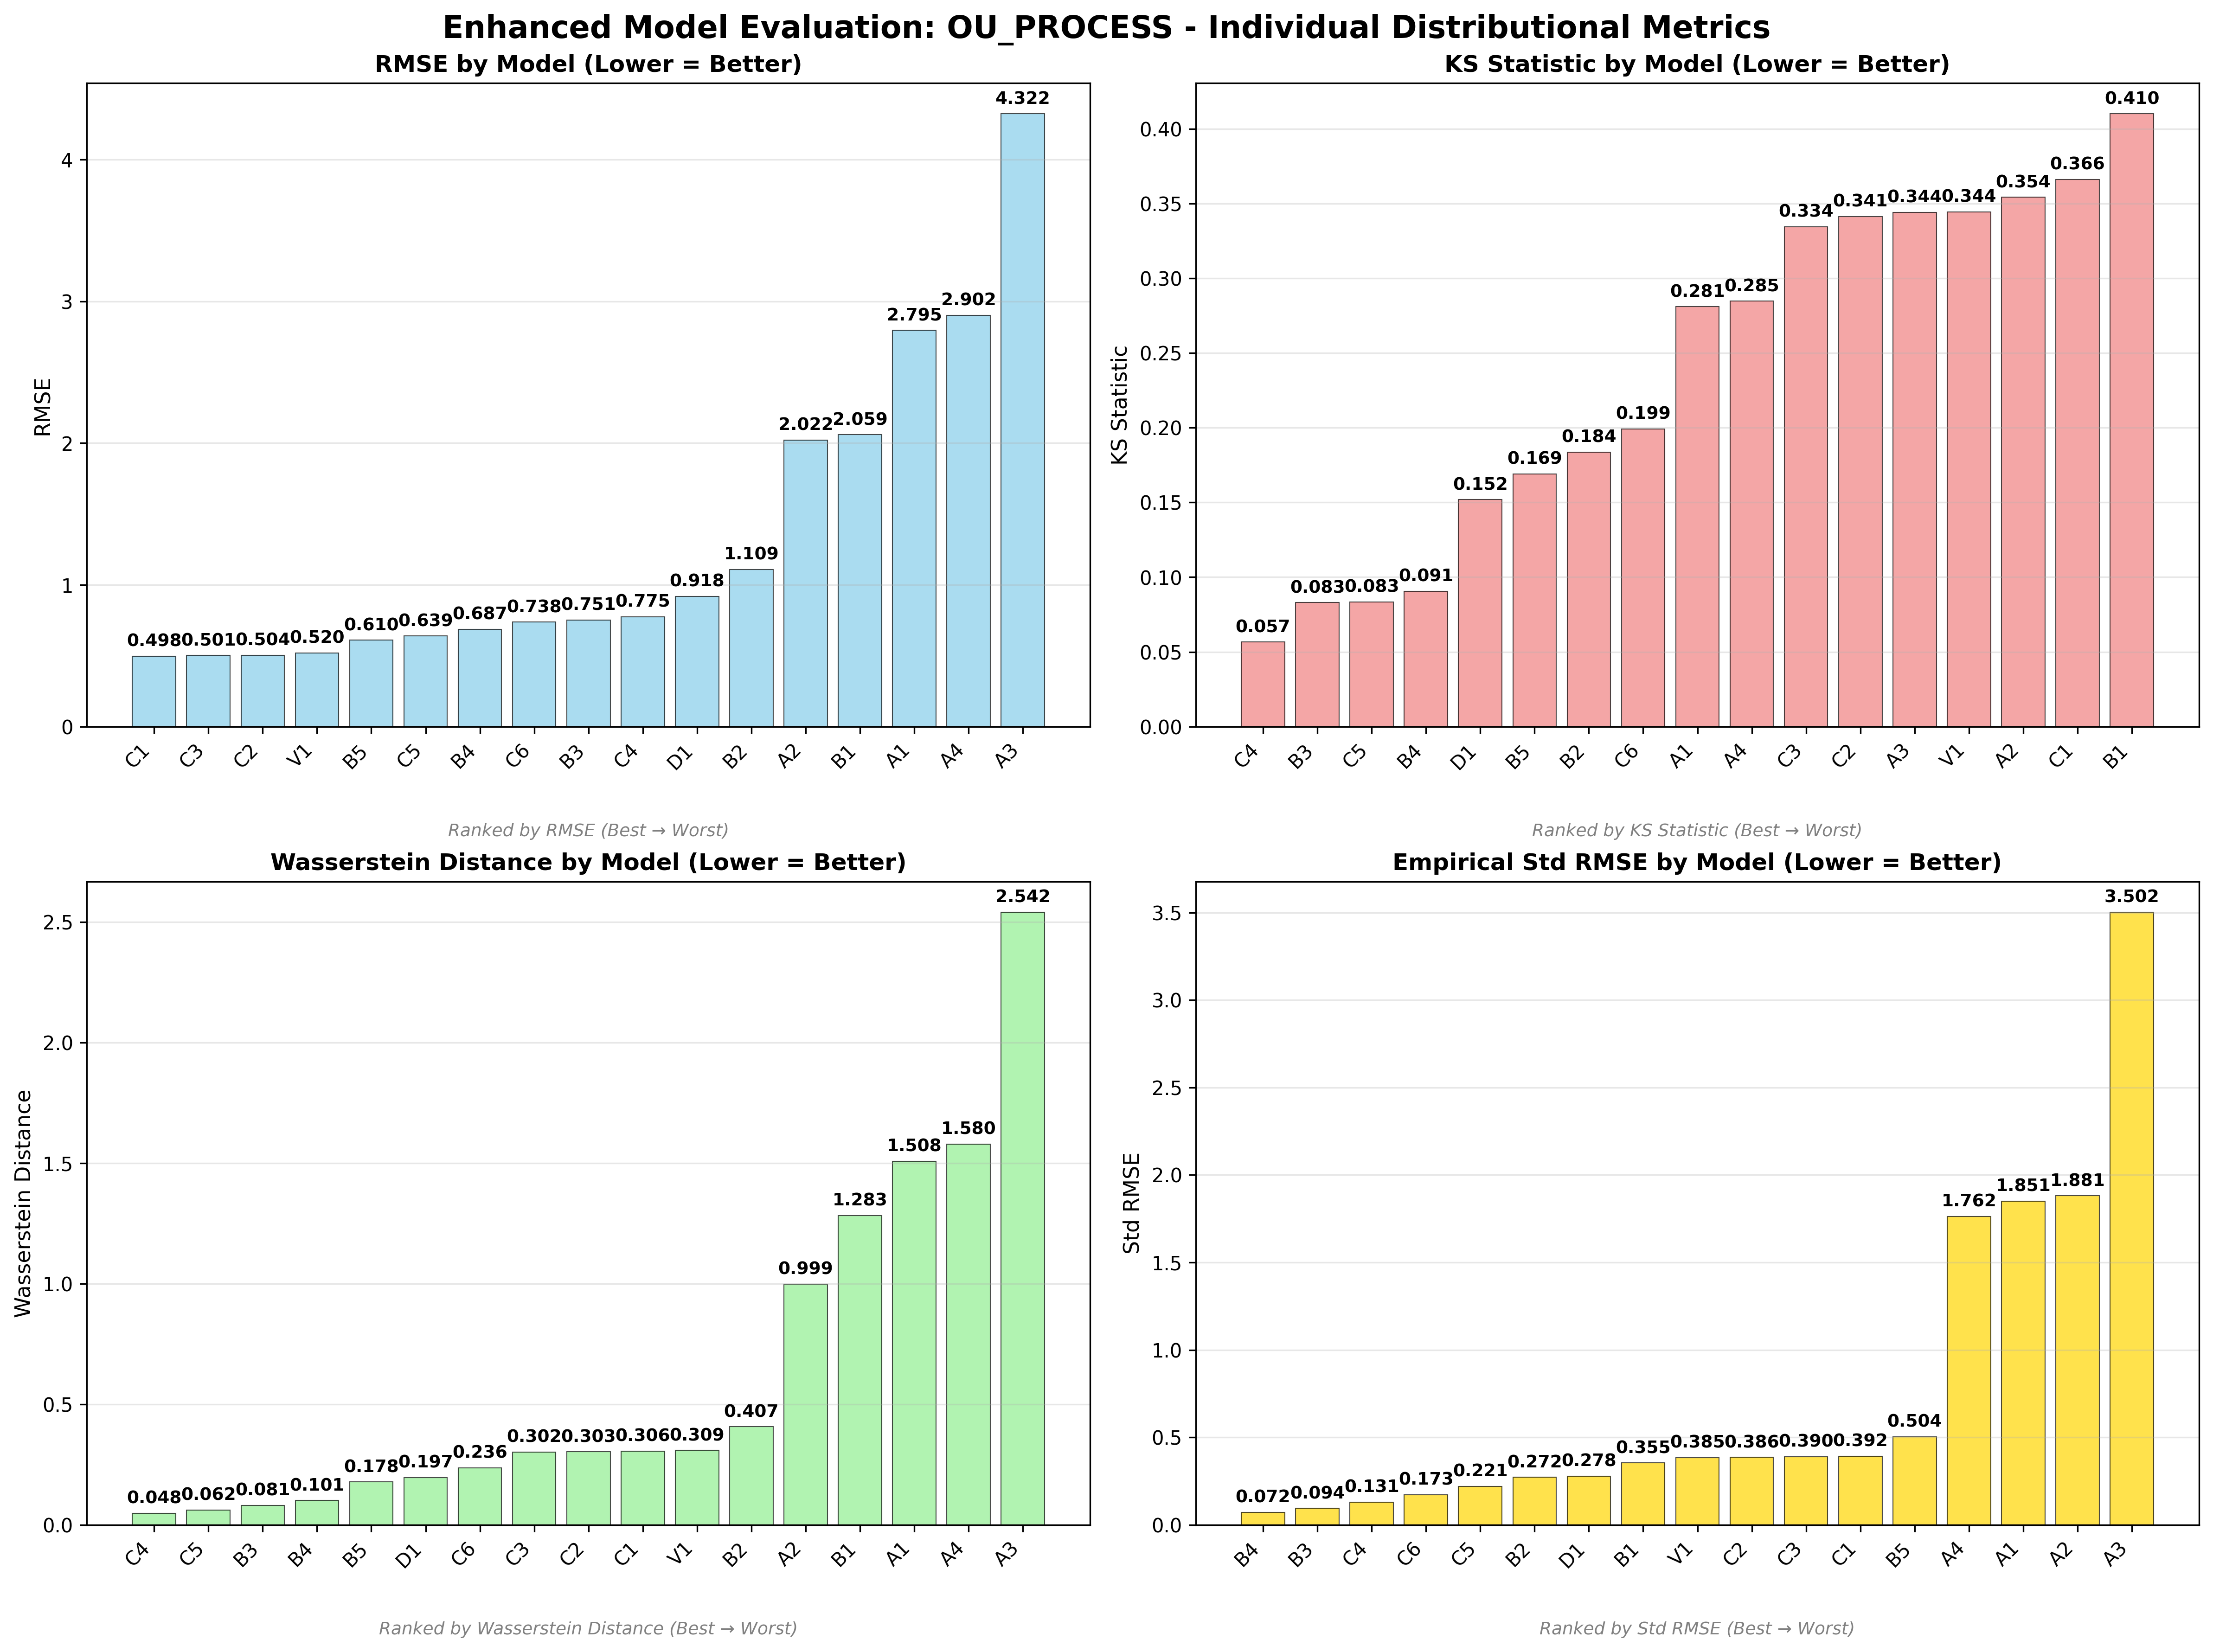 Enhanced Model Evaluation: OU_PROCESS - Individual Distributional Metrics
RMSE by Model (Lower = Better)
RMSE
4
3
2
1
0
0.498 0.501 0.504 0.520 0.610 0.639 0.687 0.738 0.751 0.775 0.918 1.109 2.022 2.059 2.795 2.902 4.322
C1 C3 C2 V1 B5 C5 B4 C6 B3 C4 D1 B2 A2 B1 A1 A4 A3
Ranked by RMSE (Best → Worst)
KS Statistic by Model (Lower = Better)
KS Statistic
0.40
0.35
0.30
0.25
0.20
0.15
0.10
0.05
0.00
0.057 0.083 0.083 0.091 0.152 0.169 0.184 0.199 0.281 0.285 0.334 0.341 0.344 0.344 0.354 0.366 0.410
C4 B3 C5 B4 D1 B5 B2 C6 A1 A4 C3 C2 A3 V1 A2 C1 B1
Ranked by KS Statistic (Best → Worst)
Wasserstein Distance by Model (Lower = Better)
Wasserstein Distance
2.5
2.0
1.5
1.0
0.5
0.0
0.048 0.062 0.081 0.101 0.178 0.197 0.236 0.302 0.303 0.306 0.309 0.407 0.999 1.283 1.508 1.580 2.542
C4 C5 B3 B4 B5 D1 C6 C3 C2 C1 V1 B2 A2 B1 A1 A4 A3
Ranked by Wasserstein Distance (Best → Worst)
Empirical Std RMSE by Model (Lower = Better)
Std RMSE
3.5
3.0
2.5
2.0
1.5
1.0
0.5
0.0
0.072 0.094 0.131 0.173 0.221 0.272 0.278 0.355 0.385 0.386 0.390 0.392 0.504 1.762 1.851 1.881 3.502
B4 B3 C4 C6 C5 B2 D1 B1 V1 C2 C3 C1 B5 A4 A1 A2 A3
Ranked by Std RMSE (Best → Worst)